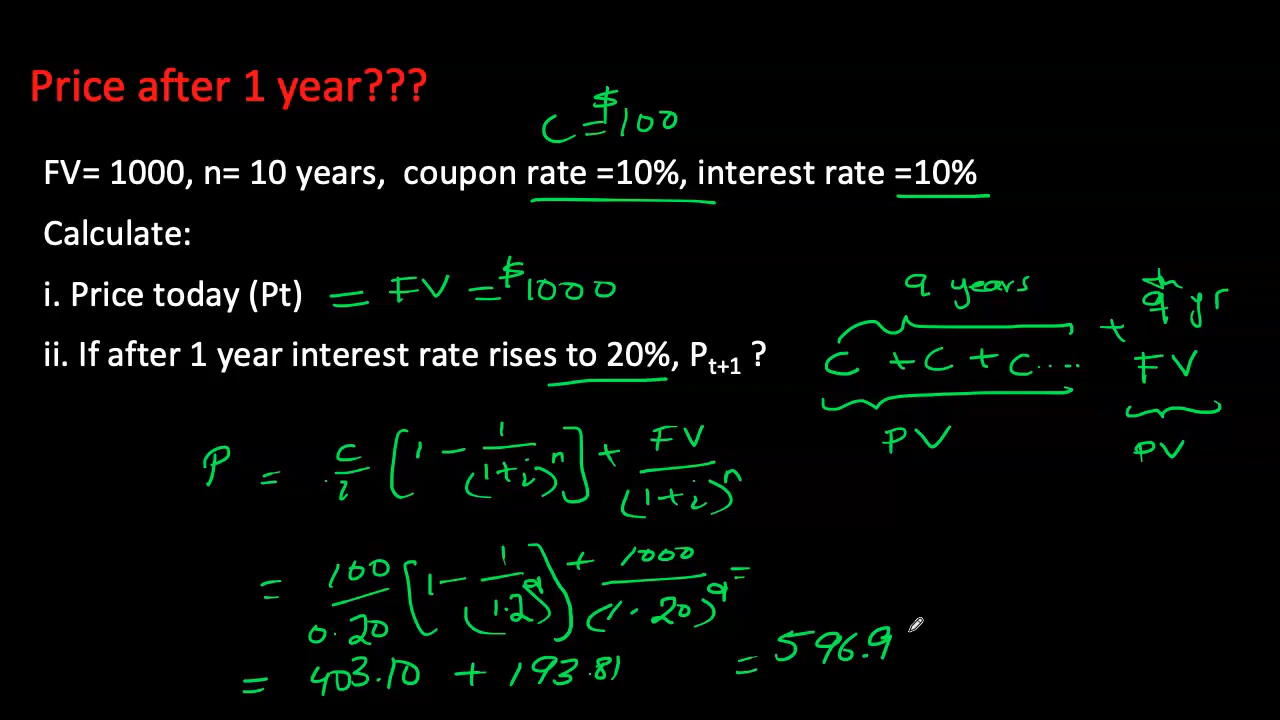 Price after 1 year???
C = $100
FV= 1000, n= 10 years, coupon rate =10%, interest rate =10%
Calculate:
i. Price today (Pt) = FV = $1000
ii. If after 1 year interest rate rises to 20%, Pt+1 ?
9 years + 9th yr
C + C + C.... FV
PV PV
P = C/i [1 - 1/(1+i)^n] + FV/(1+i)^n
= 100/0.20 [1 - 1/(1.2)^9] + 1000/(1.20)^9 =
= 403.10 + 193.81 = 596.9